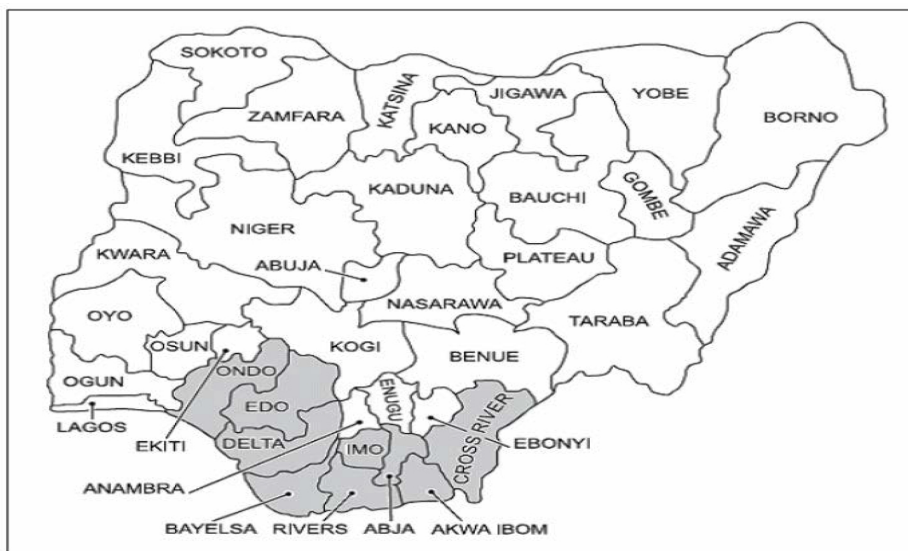 SOKOTO
KATSINA
JIGAWA
YOBE
BORNO
ZAMFARA
KANO
KEBBI
KADUNA
BAUCHI
GOMBE
ADAMAWA
NIGER
KWARA
ABUJA
PLATEAU
NASARAWA
OYO
TARABA
OSUN
KOGI
BENUE
ONDO
OGUN
ENUGU
EDO
CROSS RIVER
LAGOS
EKITI
DELTA
IMO
EBONYI
ANAMBRA
BAYELSA
RIVERS
ABJA
AKWA IBOM